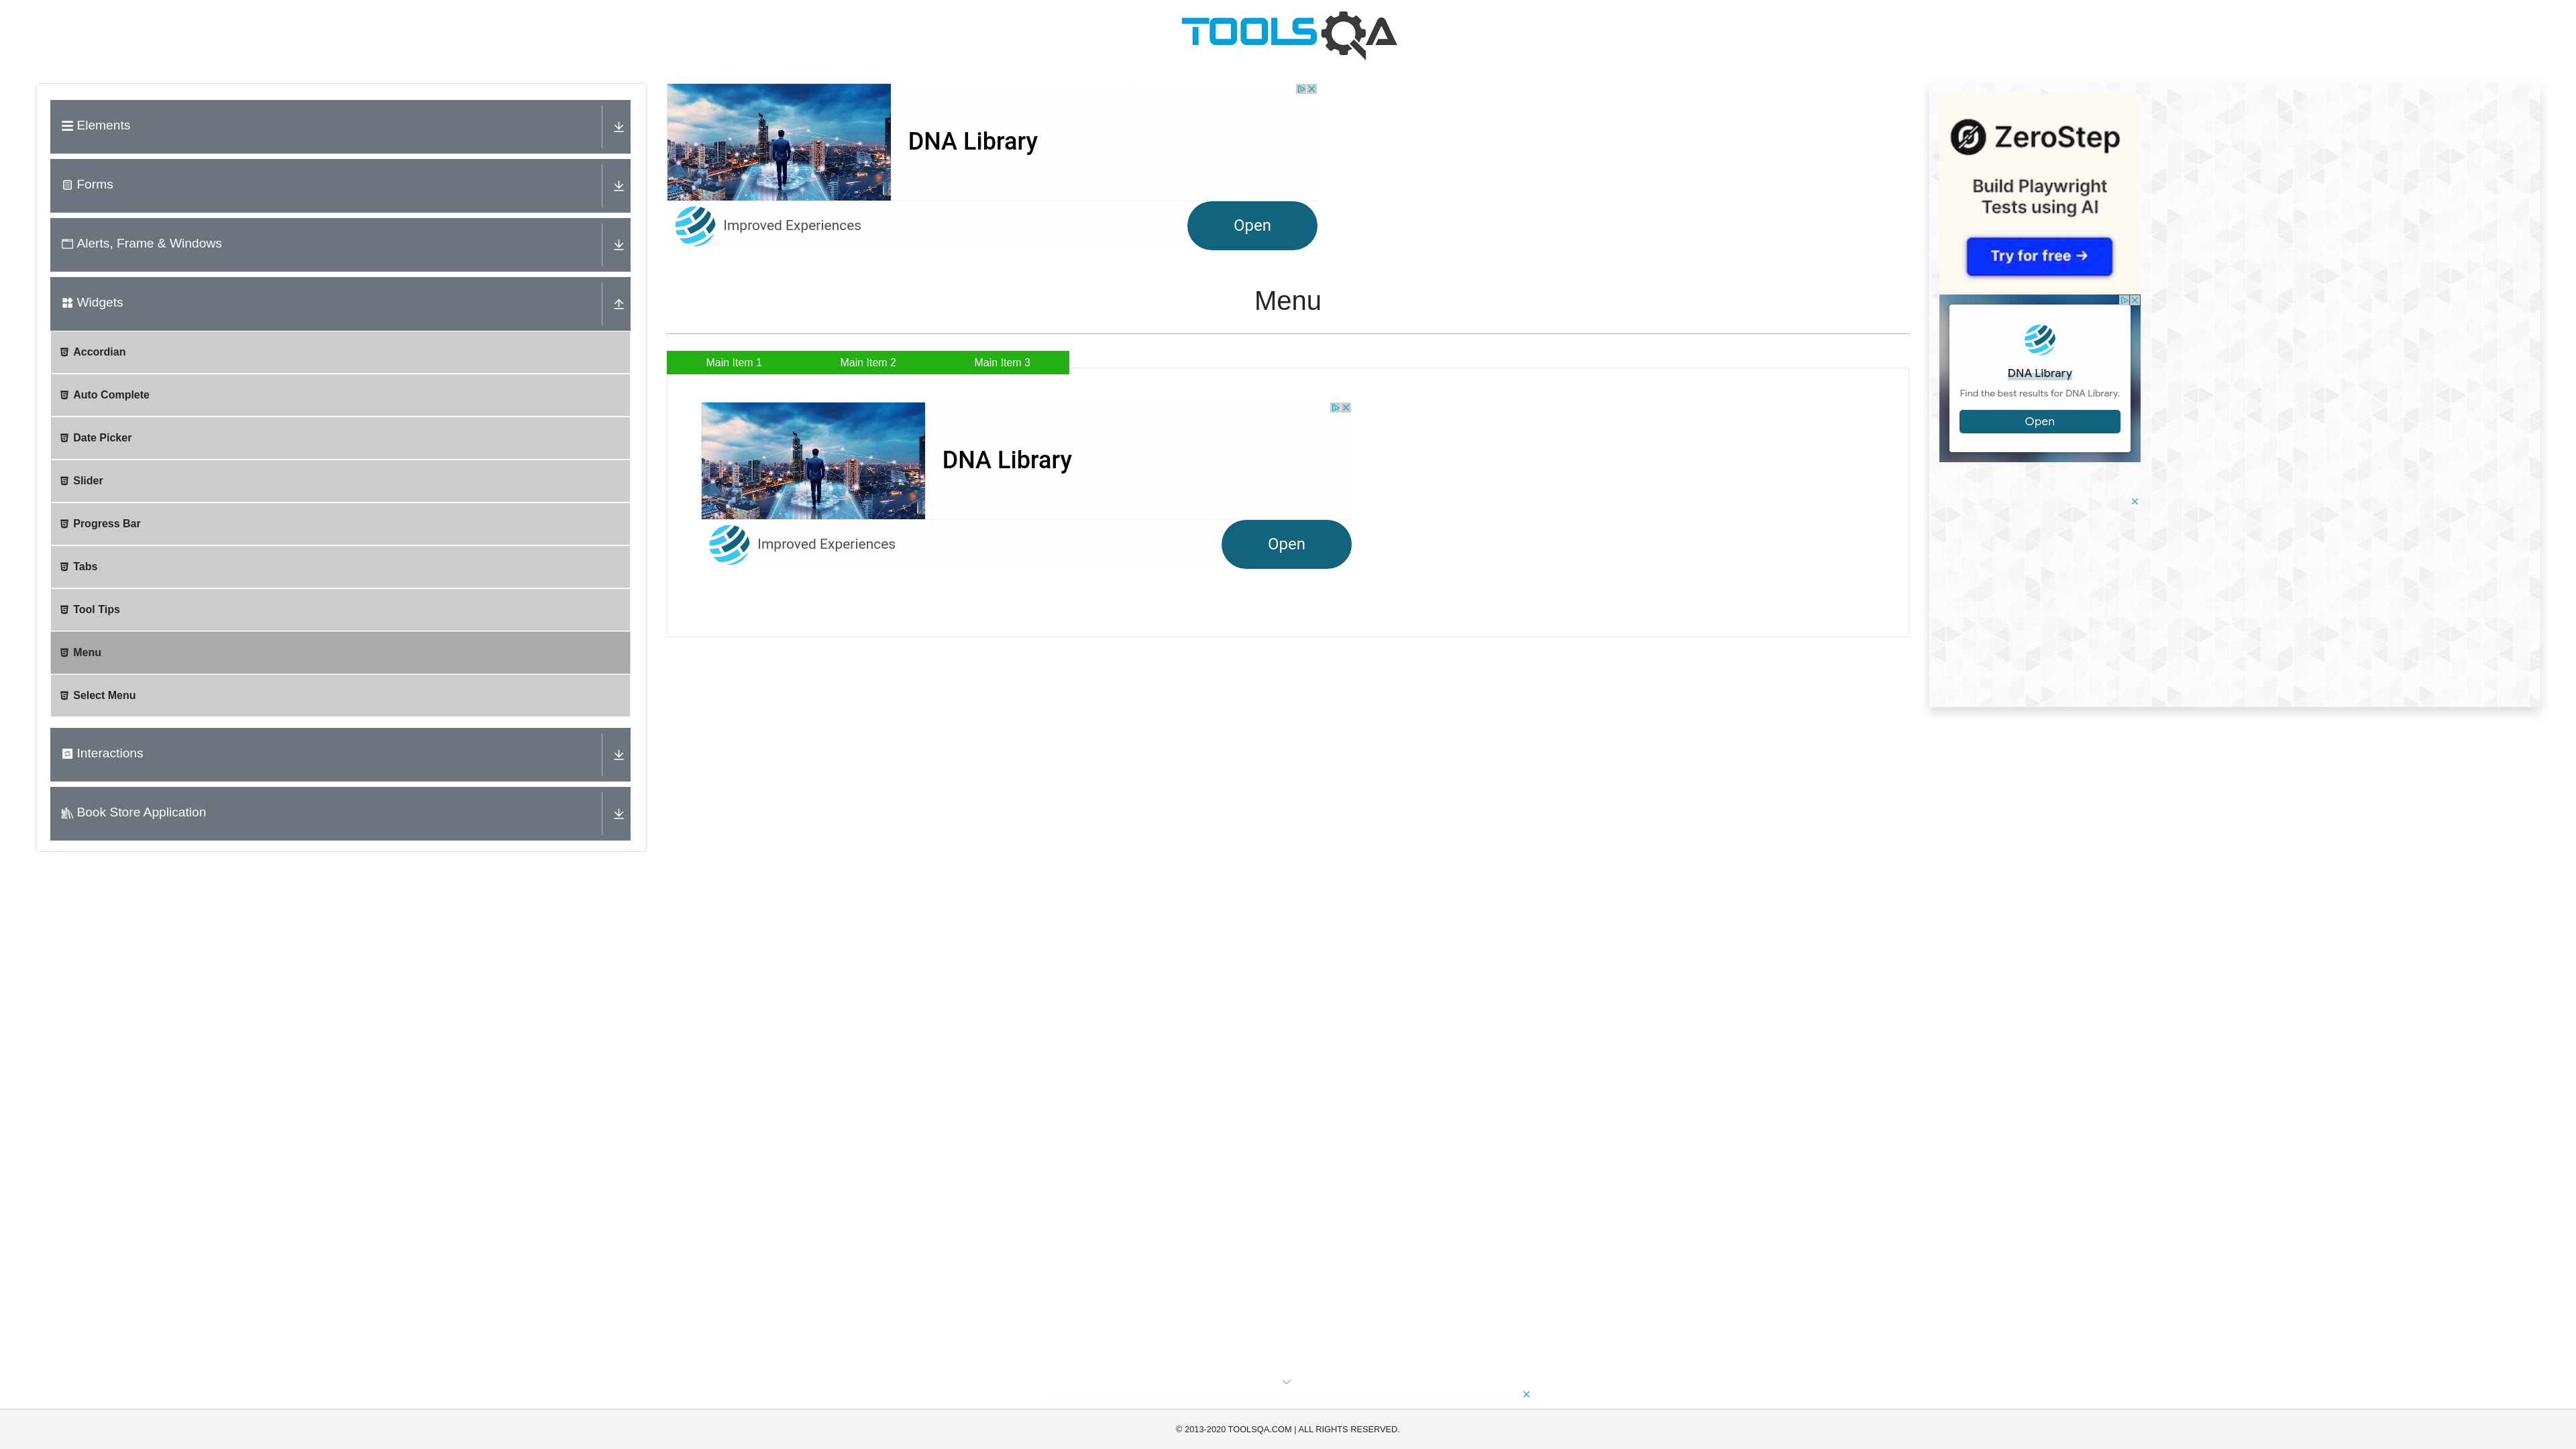 TOOLSQA
Elements
Forms
Alerts, Frame & Windows
Widgets
Accordian
Auto Complete
Date Picker
Slider
Progress Bar
Tabs
Tool Tips
Menu
Select Menu
Interactions
Book Store Application
DNA Library
Improved Experiences
Open
Menu
Main Item 1
Main Item 2
Main Item 3
DNA Library
Improved Experiences
Open
ZeroStep
Build Playwright
Tests using AI
Try for free →
DNA Library
Find the best results for DNA Library.
Open
© 2013-2020 TOOLSQA.COM | ALL RIGHTS RESERVED.